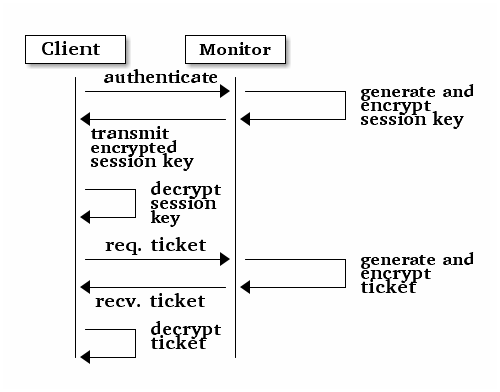 Client
Monitor
authenticate
generate and
encrypt
session key
transmit
encrypted
session key
decrypt
session
key
req. ticket
generate and
encrypt
ticket
recv. ticket
decrypt
ticket